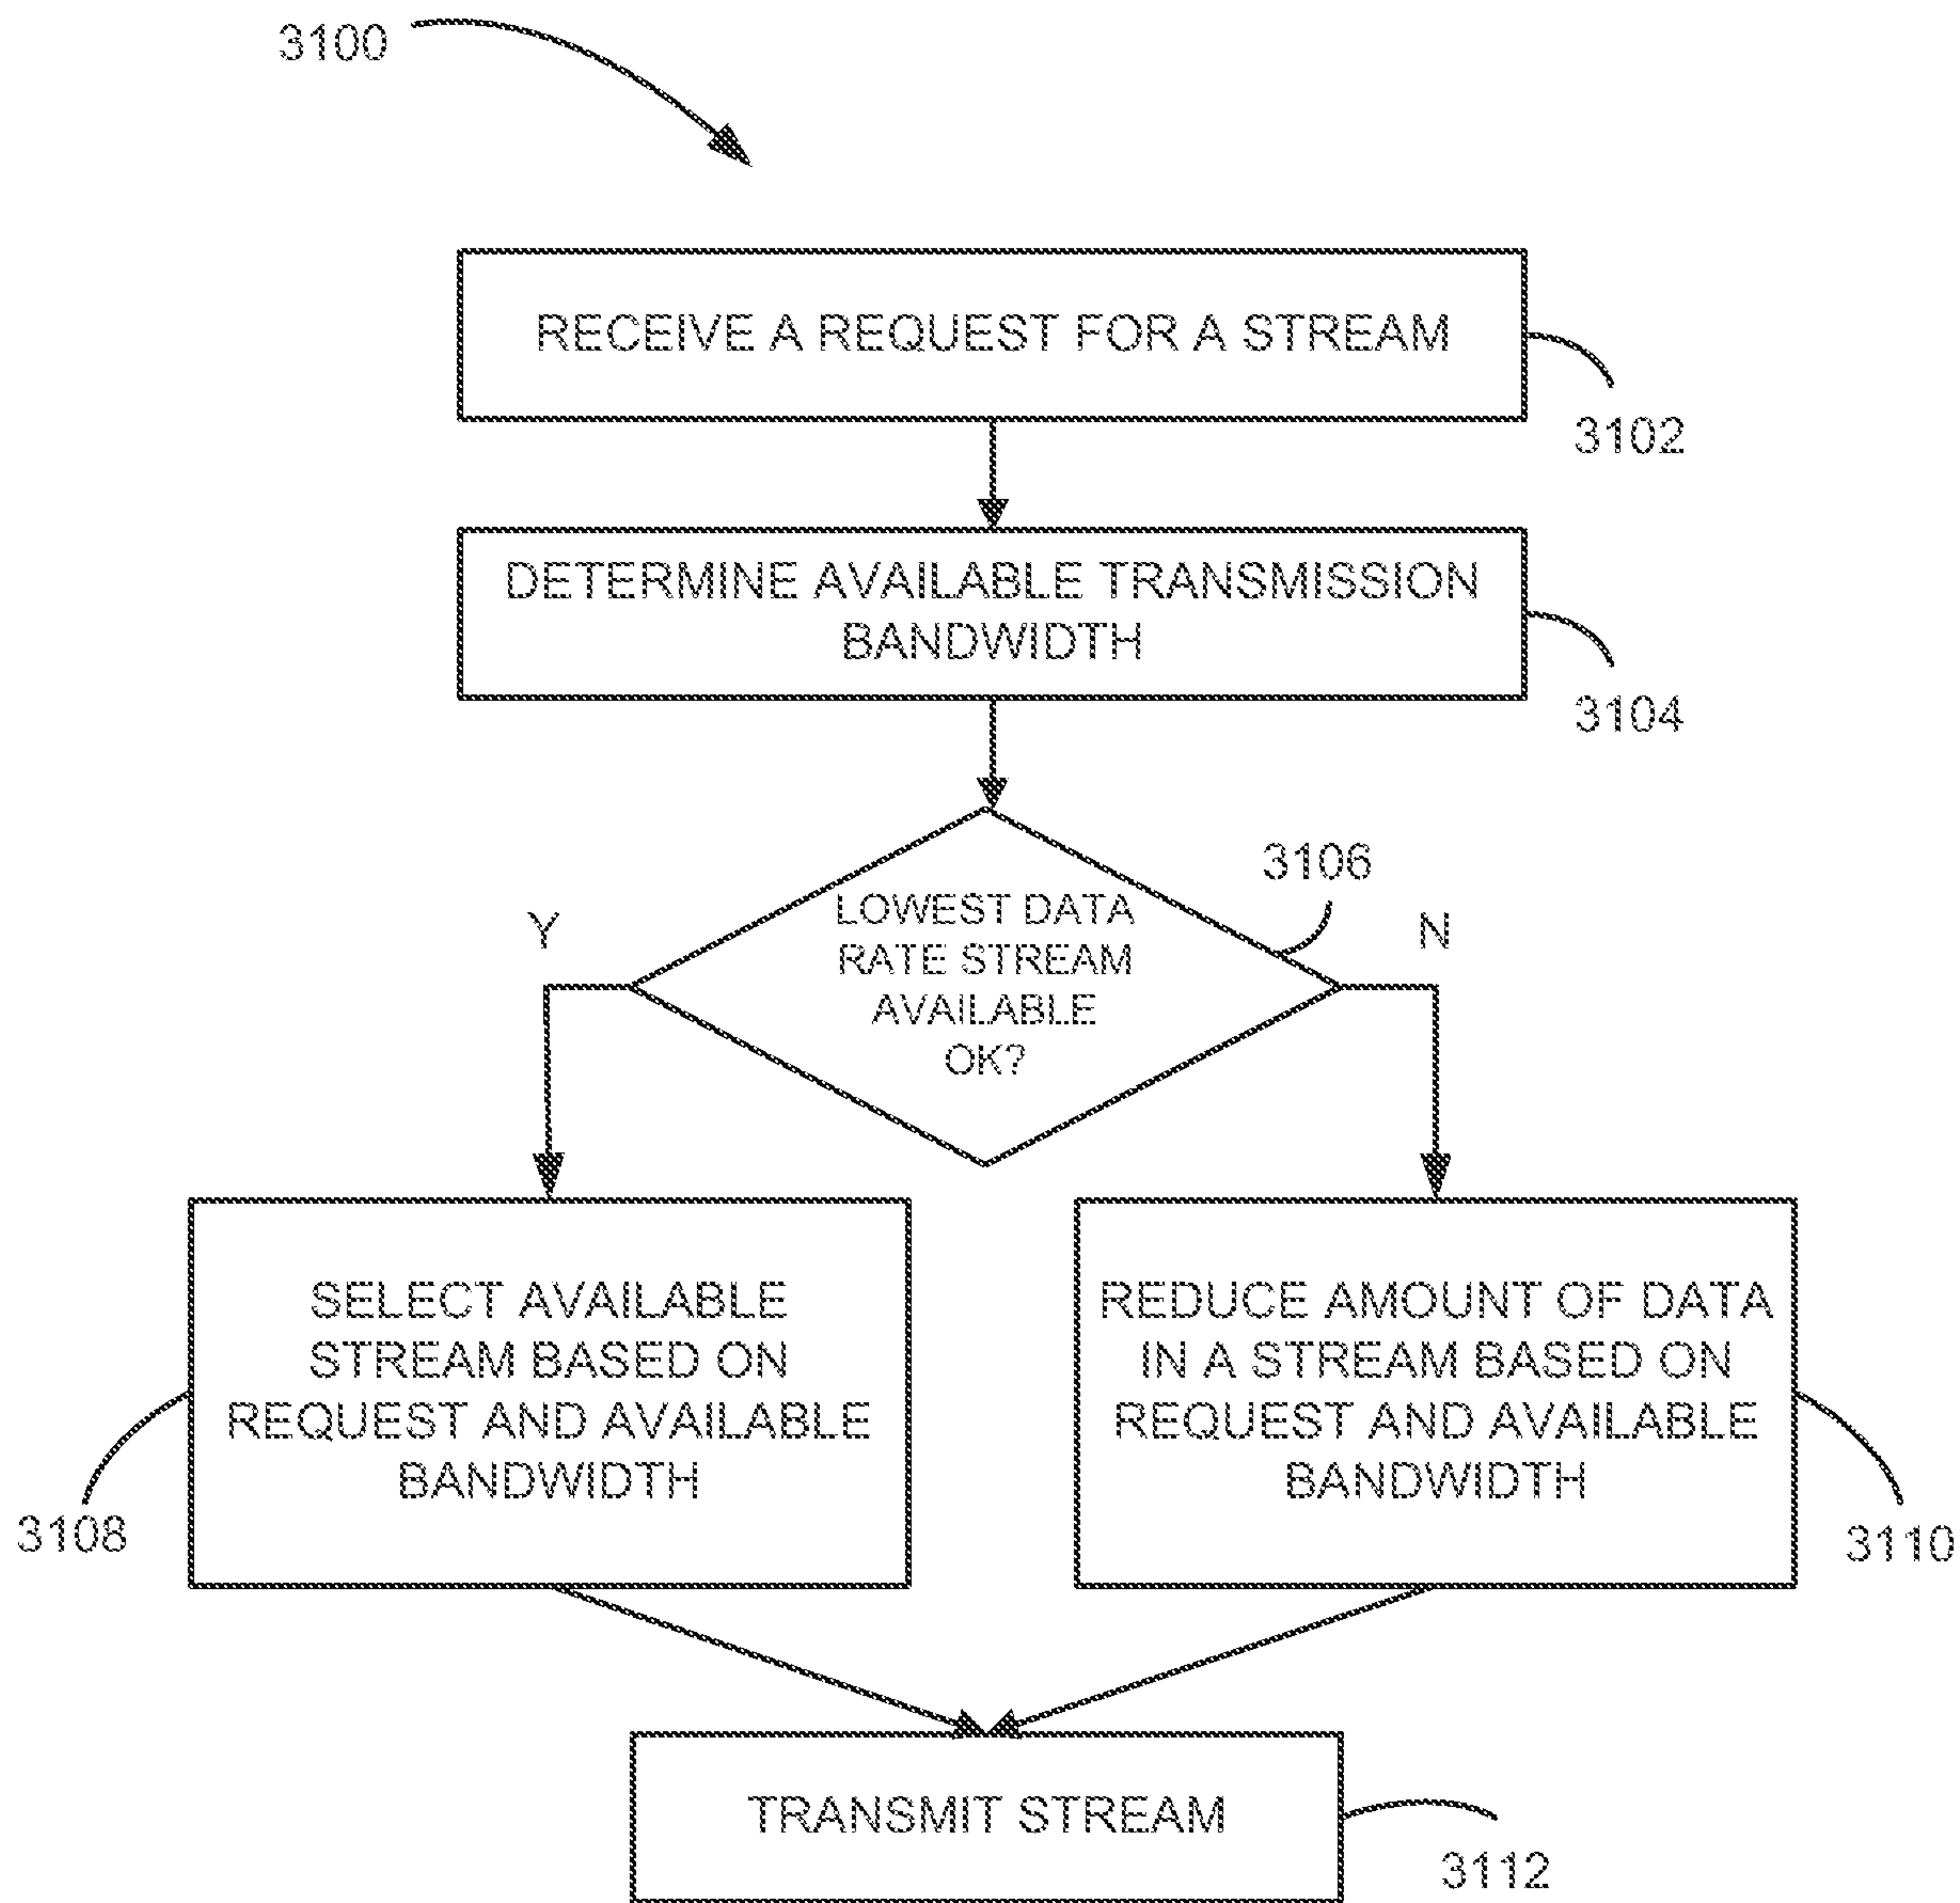 3100
RECEIVE A REQUEST FOR A STREAM
3102
DETERMINE AVAILABLE TRANSMISSION
BANDWIDTH
3104
3106
LOWEST DATA
RATE STREAM
AVAILABLE
OK?
Y
N
SELECT AVAILABLE
STREAM BASED ON
REQUEST AND AVAILABLE
BANDWIDTH
3108
REDUCE AMOUNT OF DATA
IN A STREAM BASED ON
REQUEST AND AVAILABLE
BANDWIDTH
3110
TRANSMIT STREAM
3112